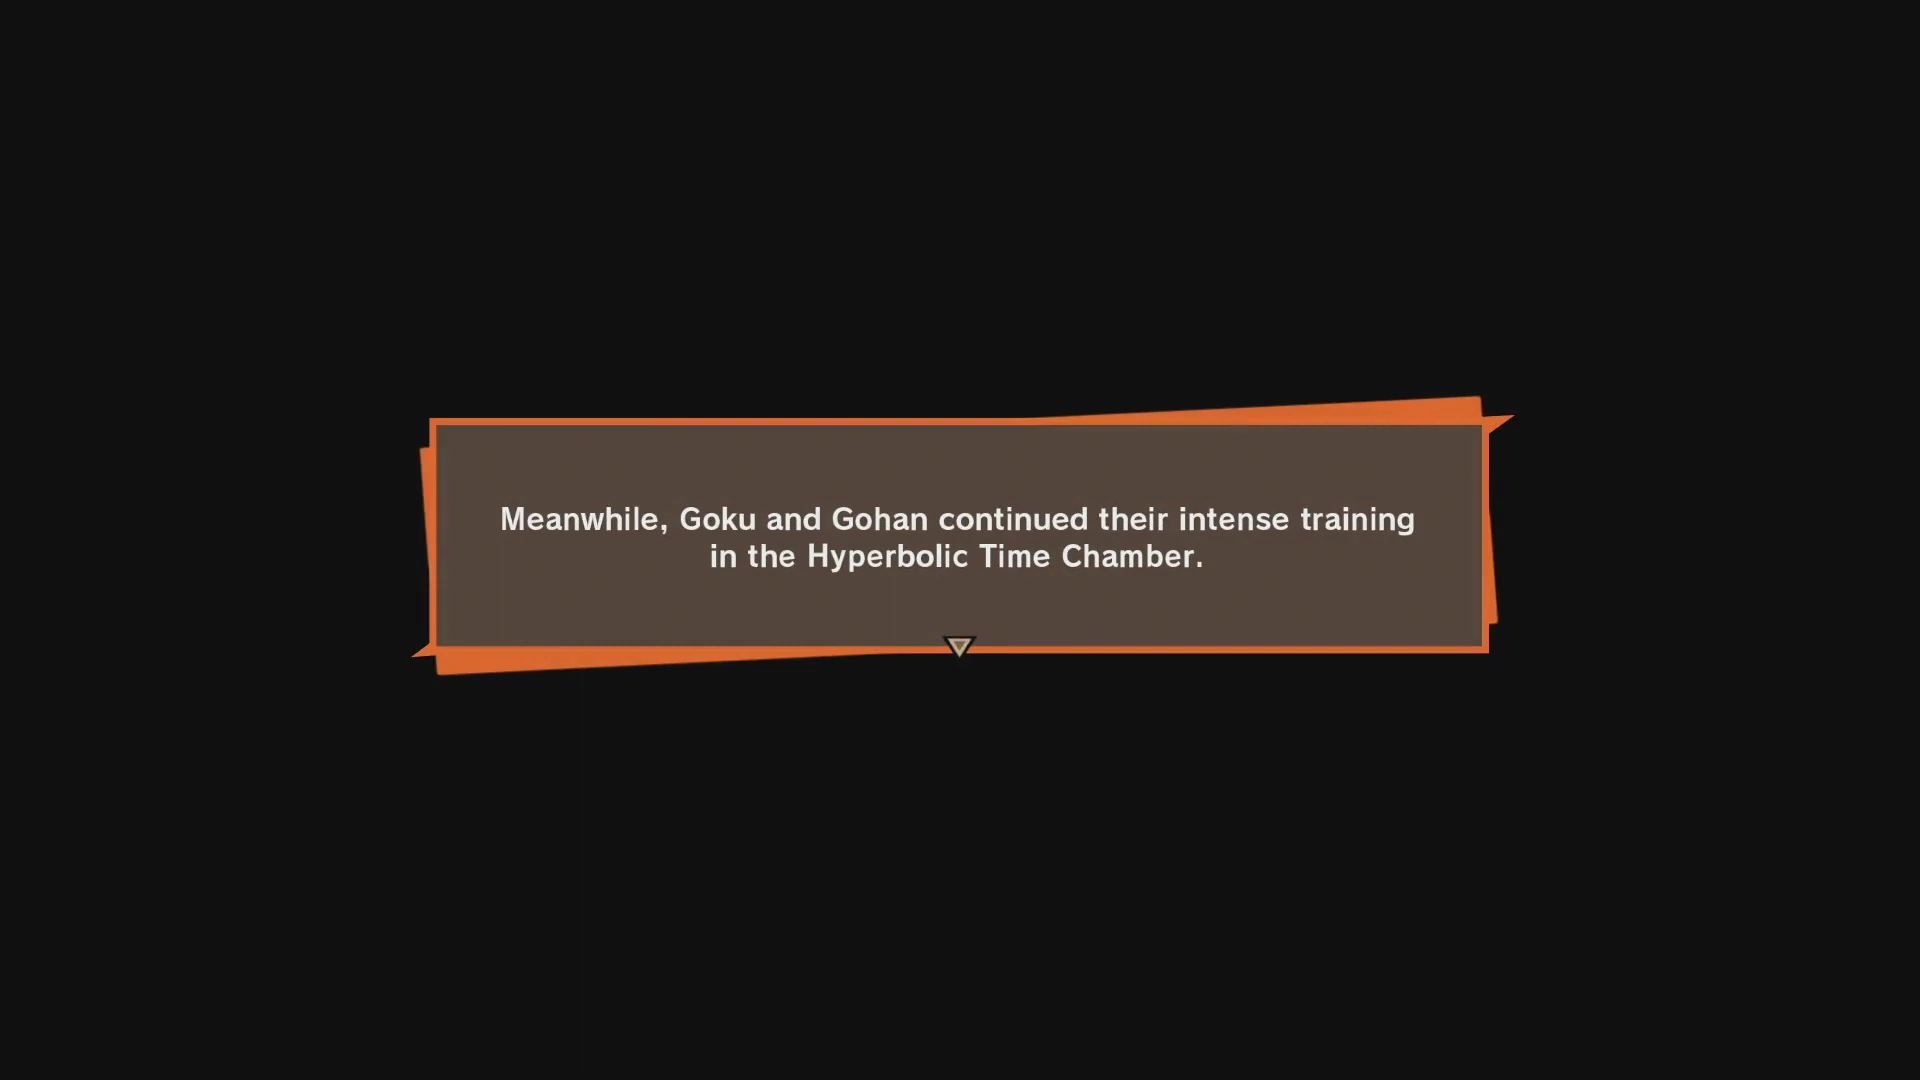 Meanwhile, Goku and Gohan continued their intense training
in the Hyperbolic Time Chamber.